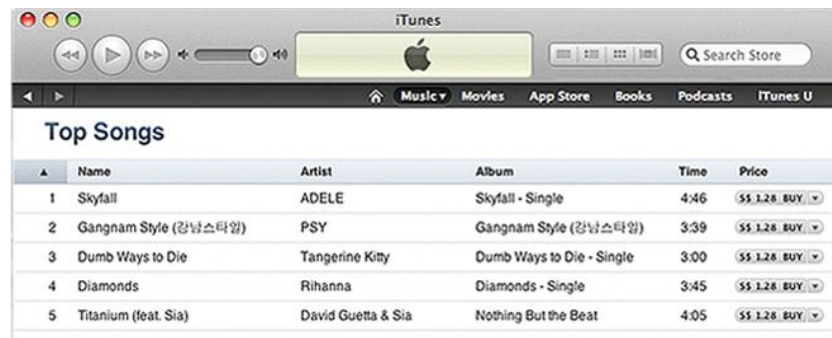 iTunes
Search Store
Music Movies App Store Books Podcasts iTunes U
Top Songs
Name Artist Album Time Price
1 Skyfall ADELE Skyfall - Single 4:46 S$ 1.28 BUY
2 Gangnam Style (강남스타일) PSY Gangnam Style (강남스타일) 3:39 S$ 1.28 BUY
3 Dumb Ways to Die Tangerine Kitty Dumb Ways to Die - Single 3:00 S$ 1.28 BUY
4 Diamonds Rihanna Diamonds - Single 3:45 S$ 1.28 BUY
5 Titanium (feat. Sia) David Guetta & Sia Nothing But the Beat 4:05 S$ 1.28 BUY